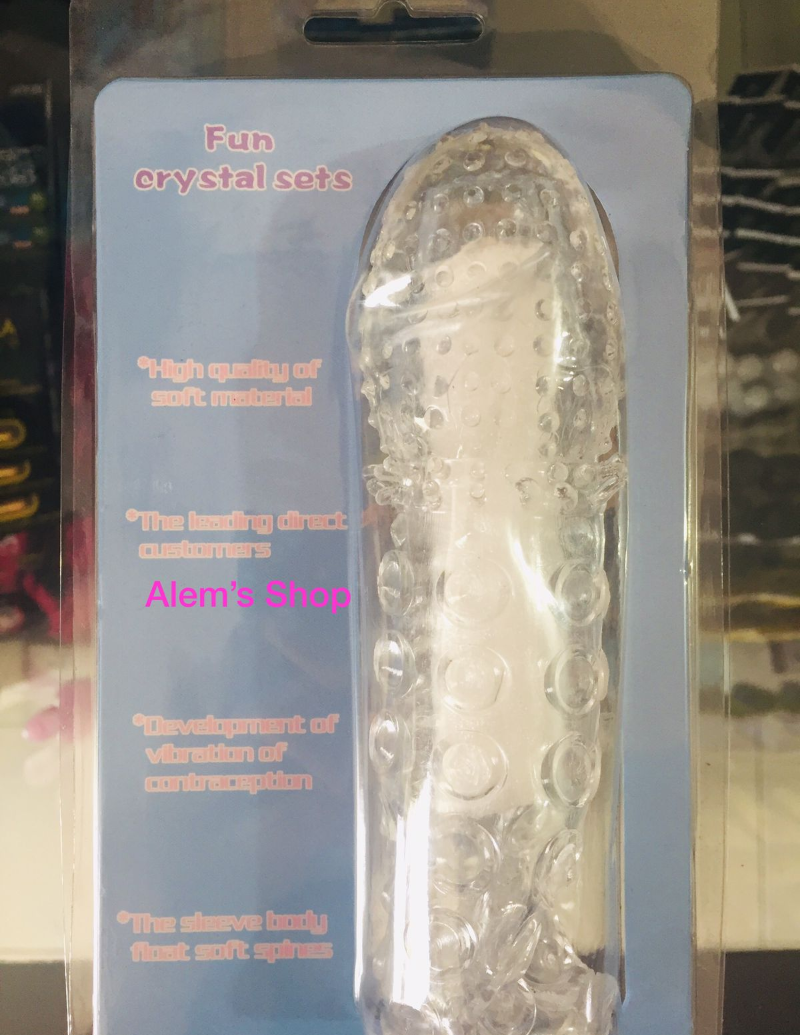 Fun
crystal sets
*High quality of
soft material
*The leading direct
customers
Alem's Shop
*Development of
vibration of
contraception
*The sleeve body
float soft spines